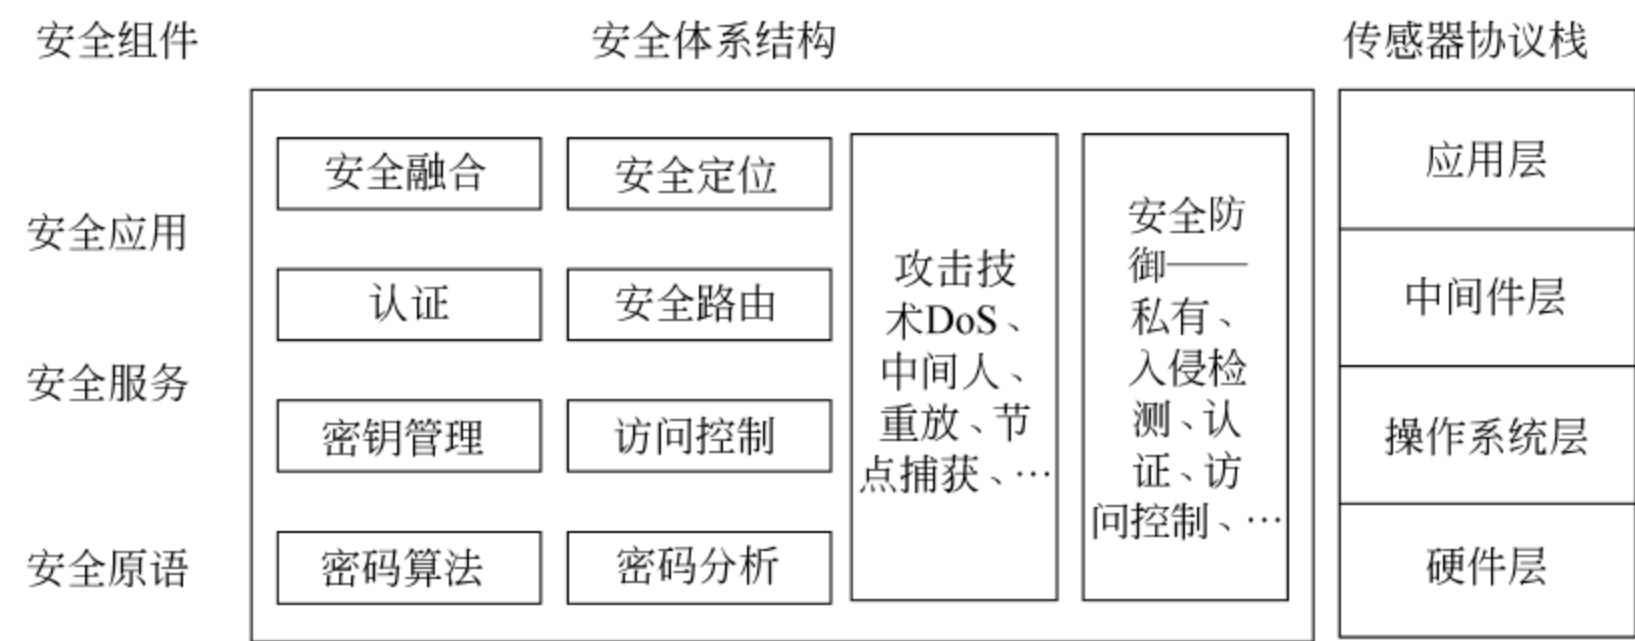 安全组件
安全体系结构
传感器协议栈
安全应用
安全服务
安全原语
安全融合
安全定位
认证
安全路由
密钥管理
访问控制
密码算法
密码分析
攻击技
术DoS、
中间人、
重放、节
点捕获、…
安全防
御——
私有、
入侵检
测、认
证、访
问控制、…
应用层
中间件层
操作系统层
硬件层